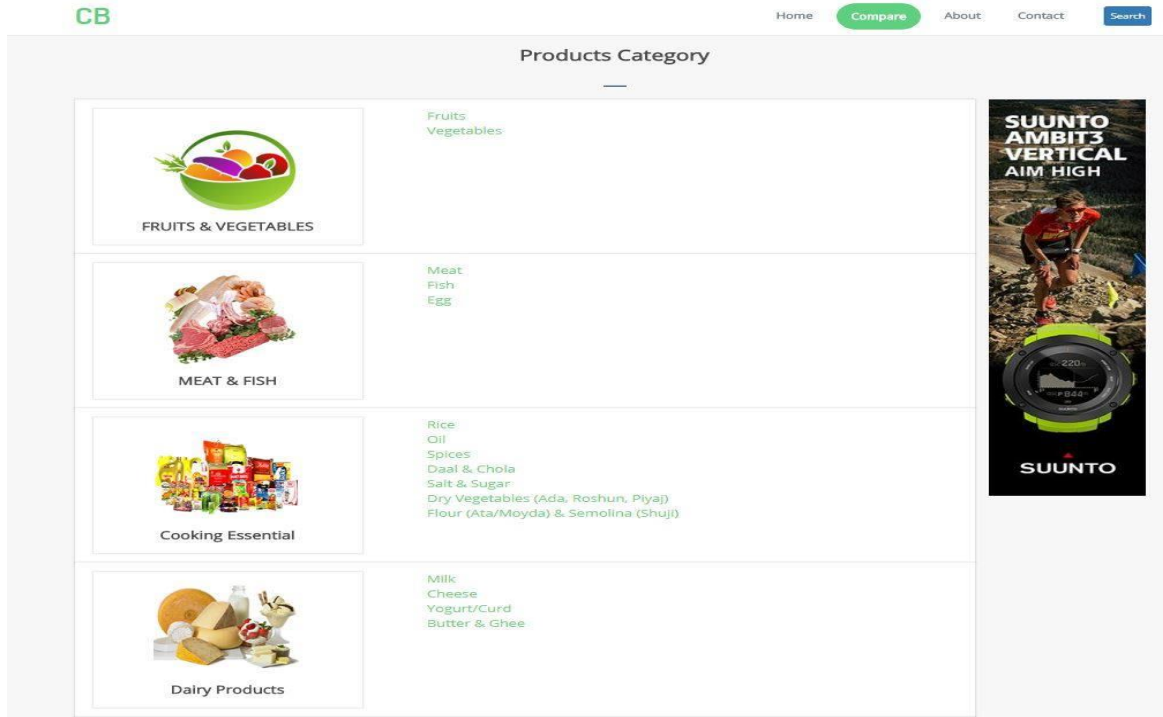 CB
Home Compare About Contact Search
Products Category
FRUITS & VEGETABLES
Fruits
Vegetables
MEAT & FISH
Meat
Fish
Egg
Cooking Essential
Rice
Oil
Spices
Daal & Chola
Salt & Sugar
Dry Vegetables (Ada, Roshun, Piyaj)
Flour (Ata/Moyda) & Semolina (Shuji)
Dairy Products
Milk
Cheese
Yogurt/Curd
Butter & Ghee
SUUNTO
AMBIT3
VERTICAL
AIM HIGH
220
SUUNTO